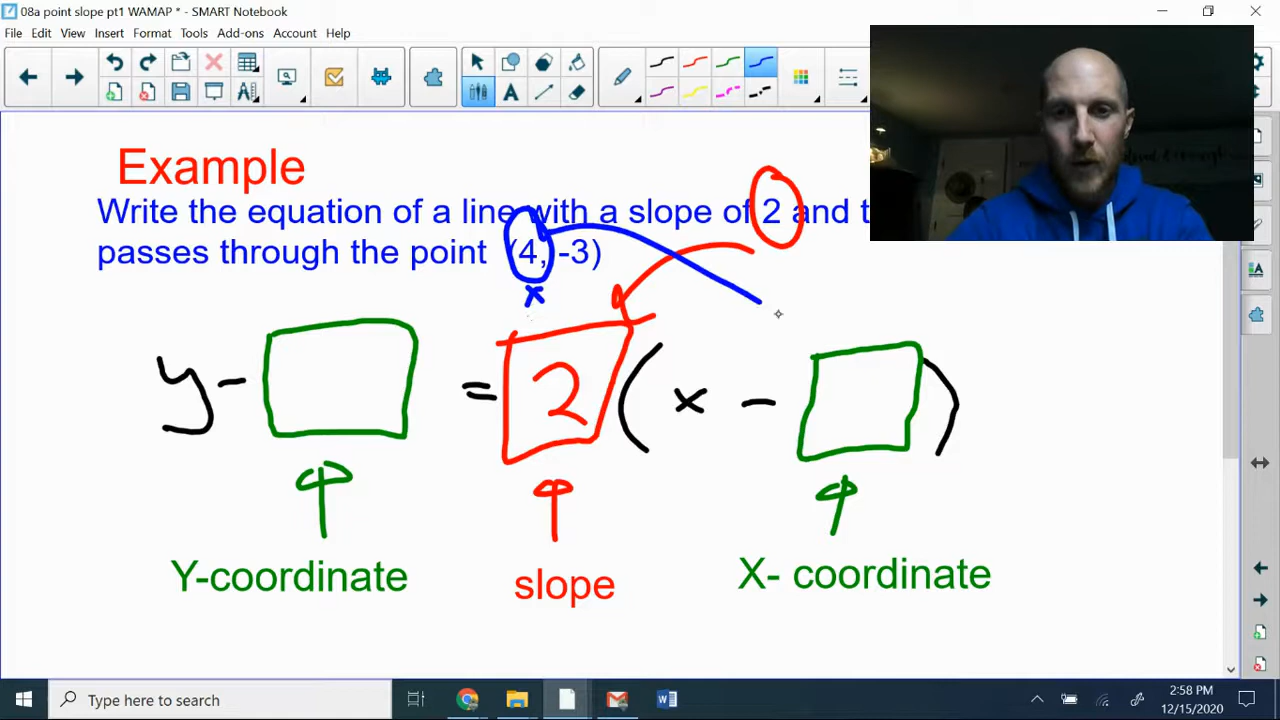 08a point slope pt1 WAMAP * - SMART Notebook
File Edit View Insert Format Tools Add-ons Account Help
Example
Write the equation of a line with a slope of 2 and t
passes through the point (4, -3)
x
y - = 2 ( x - )
Y-coordinate
slope
X- coordinate
Type here to search
2:58 PM
12/15/2020